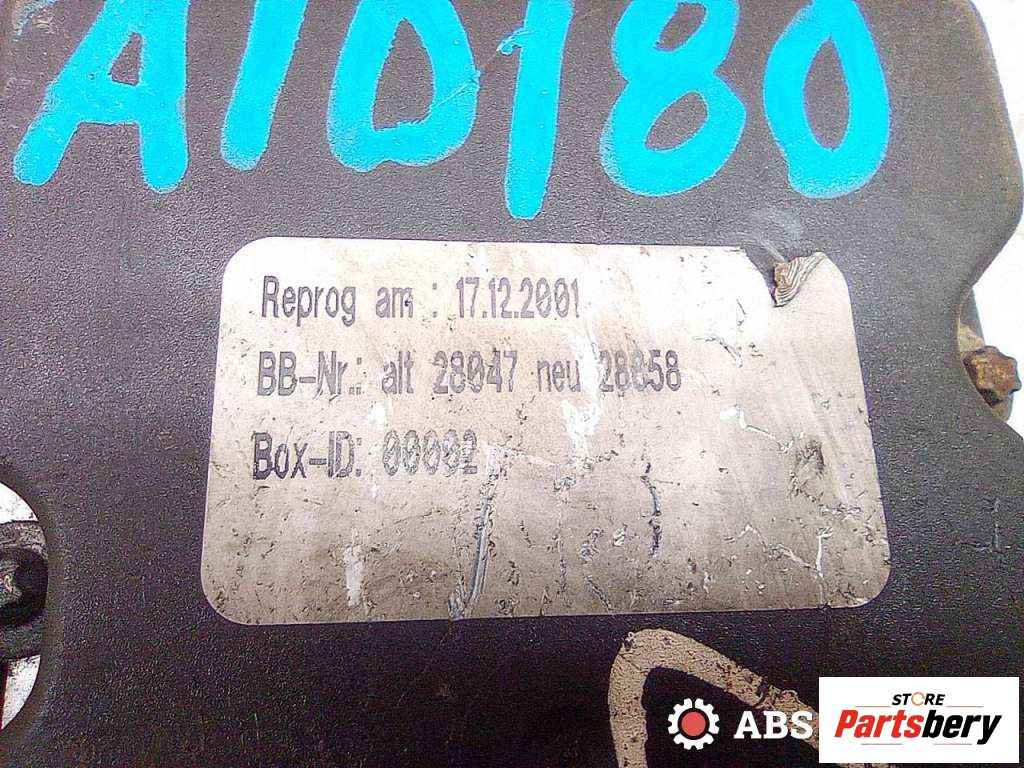 A10180
Reprog am : 17.12.2001
BB-Nr.: alt 28047 neu 28058
Box-ID: 00002
ABS
STORE
Partsbery